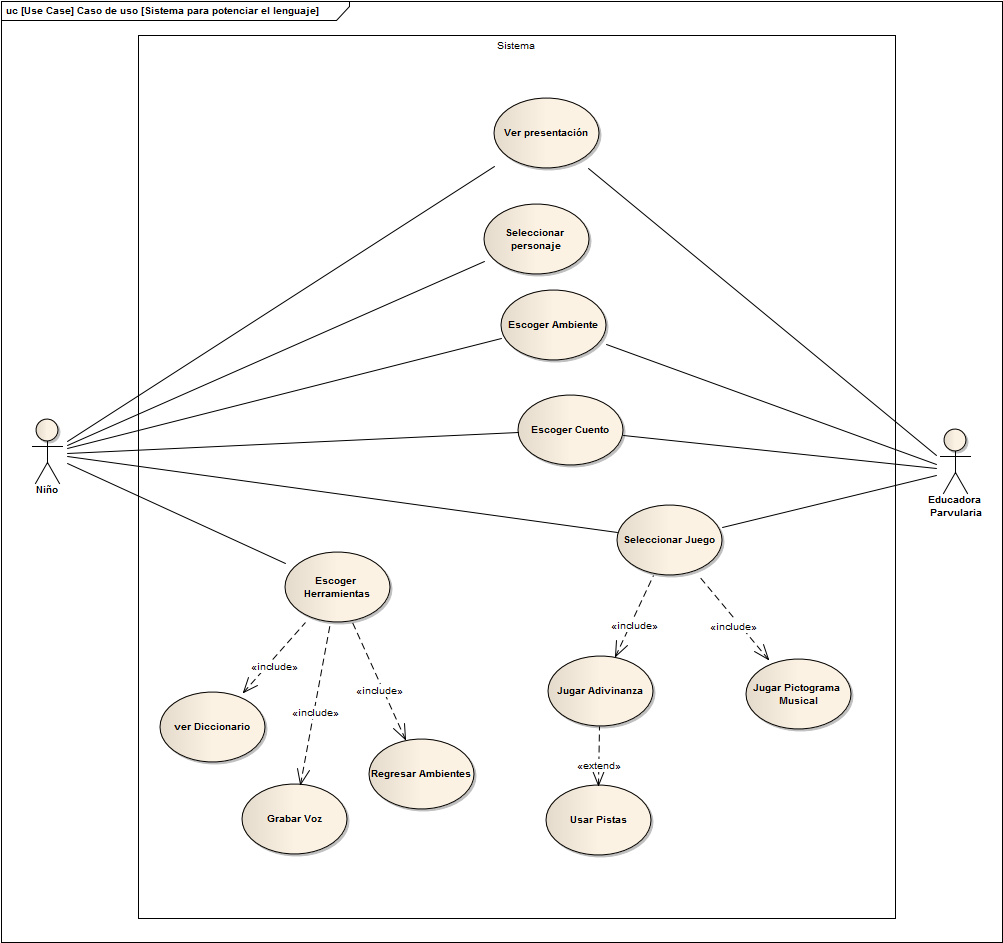 uc [Use Case] Caso de uso [Sistema para potenciar el lenguaje]
Sistema
Ver presentación
Seleccionar
personaje
Escoger Ambiente
Escoger Cuento
Niño
Educadora
Parvularia
Seleccionar Juego
Escoger
Herramientas
«include»
«include»
«include»
«include»
«include»
Jugar Adivinanza
Jugar Pictograma
Musical
ver Diccionario
Regresar Ambientes
«extend»
Grabar Voz
Usar Pistas